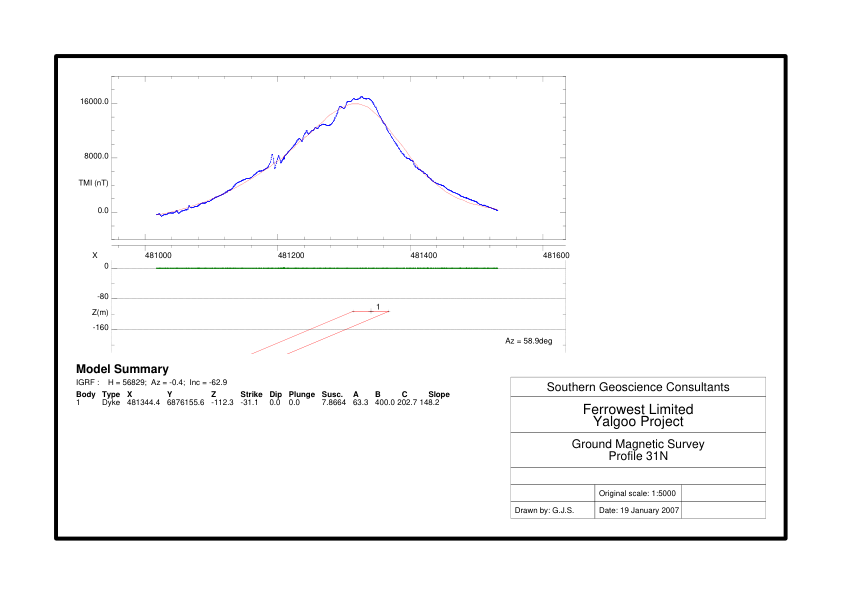 16000.0
8000.0
TMI (nT)
0.0
X 481000 481200 481400 481600
0
-80
1
Z(m)
-160
Az = 58.9deg
Model Summary
IGRF : H = 56829; Az = -0.4; Inc = -62.9
Body Type X Y Z Strike Dip Plunge Susc. A B C Slope
1 Dyke 481344.4 6876155.6 -112.3 -31.1 0.0 0.0 7.8664 63.3 400.0 202.7 148.2
Southern Geoscience Consultants
Ferrowest Limited
Yalgoo Project
Ground Magnetic Survey
Profile 31N
Original scale: 1:5000
Drawn by: G.J.S. Date: 19 January 2007